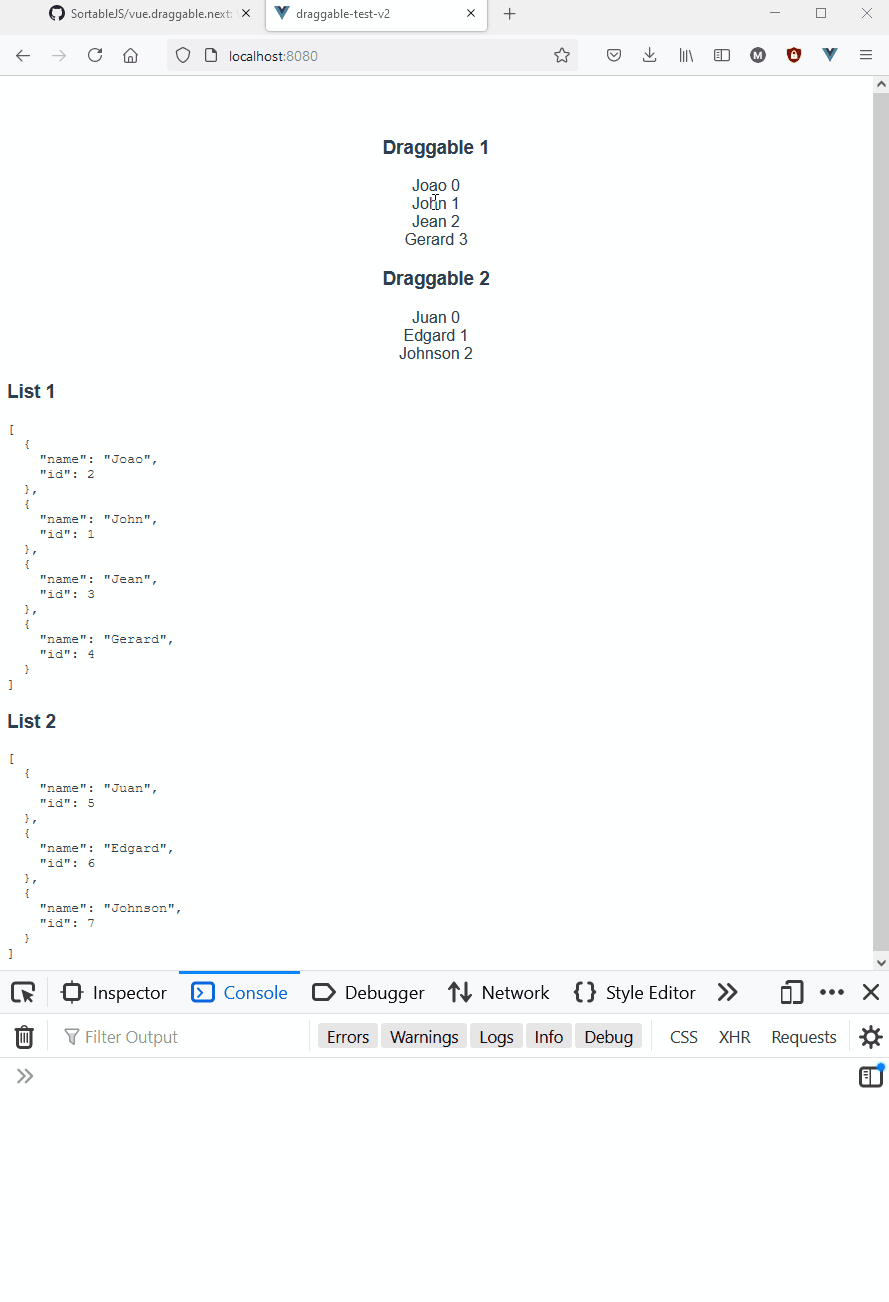 SortableJS/vue.draggable.next:
draggable-test-v2
localhost:8080
M
Draggable 1
Joao 0
John 1
Jean 2
Gerard 3
Draggable 2
Juan 0
Edgard 1
Johnson 2
List 1
[
  {
    "name": "Joao",
    "id": 2
  },
  {
    "name": "John",
    "id": 1
  },
  {
    "name": "Jean",
    "id": 3
  },
  {
    "name": "Gerard",
    "id": 4
  }
]
List 2
[
  {
    "name": "Juan",
    "id": 5
  },
  {
    "name": "Edgard",
    "id": 6
  },
  {
    "name": "Johnson",
    "id": 7
  }
]
Inspector Console Debugger Network Style Editor
Filter Output Errors Warnings Logs Info Debug CSS XHR Requests